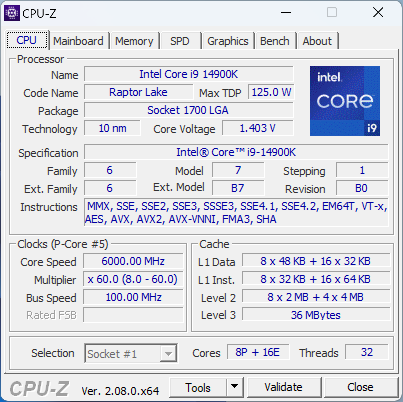 CPU-Z
CPU Mainboard Memory SPD Graphics Bench About
Processor
Name Intel Core i9 14900K
Code Name Raptor Lake Max TDP 125.0 W
Package Socket 1700 LGA
Technology 10 nm Core Voltage 1.403 V
intel.
CORE
i9
Specification Intel® Core™ i9-14900K
Family 6 Model 7 Stepping 1
Ext. Family 6 Ext. Model B7 Revision B0
Instructions MMX, SSE, SSE2, SSE3, SSSE3, SSE4.1, SSE4.2, EM64T, VT-x,
AES, AVX, AVX2, AVX-VNNI, FMA3, SHA
Clocks (P-Core #5)
Core Speed 6000.00 MHz
Multiplier x 60.0 (8.0 - 60.0)
Bus Speed 100.00 MHz
Rated FSB
Cache
L1 Data 8 x 48 KB + 16 x 32 KB
L1 Inst. 8 x 32 KB + 16 x 64 KB
Level 2 8 x 2 MB + 4 x 4 MB
Level 3 36 MBytes
Selection Socket #1 Cores 8P + 16E Threads 32
CPU-Z Ver. 2.08.0.x64 Tools Validate Close